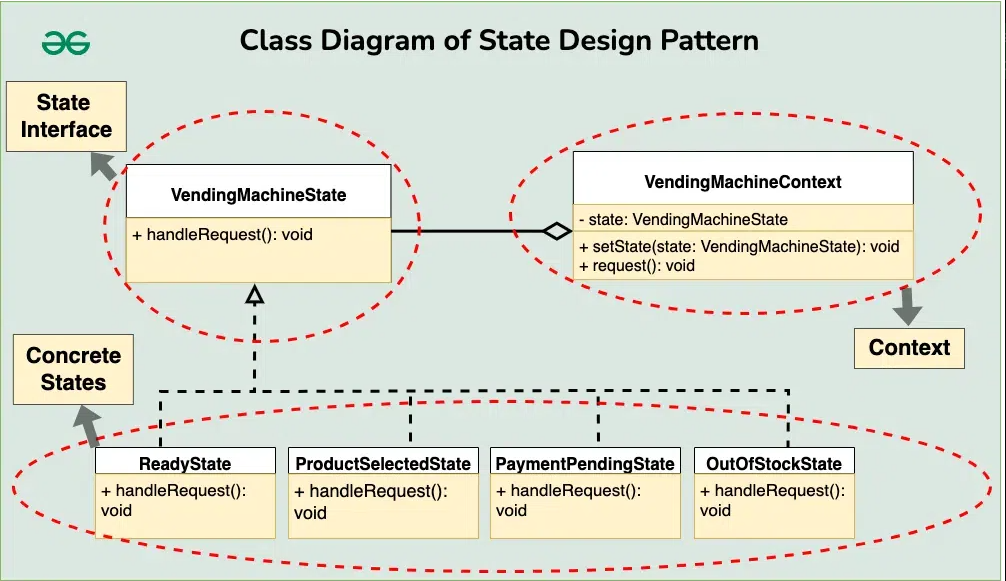 Class Diagram of State Design Pattern
State
Interface
VendingMachineState
+ handleRequest(): void
VendingMachineContext
- state: VendingMachineState
+ setState(state: VendingMachineState): void
+ request(): void
Context
Concrete
States
ReadyState
+ handleRequest():
void
ProductSelectedState
+ handleRequest():
void
PaymentPendingState
+ handleRequest():
void
OutOfStockState
+ handleRequest():
void